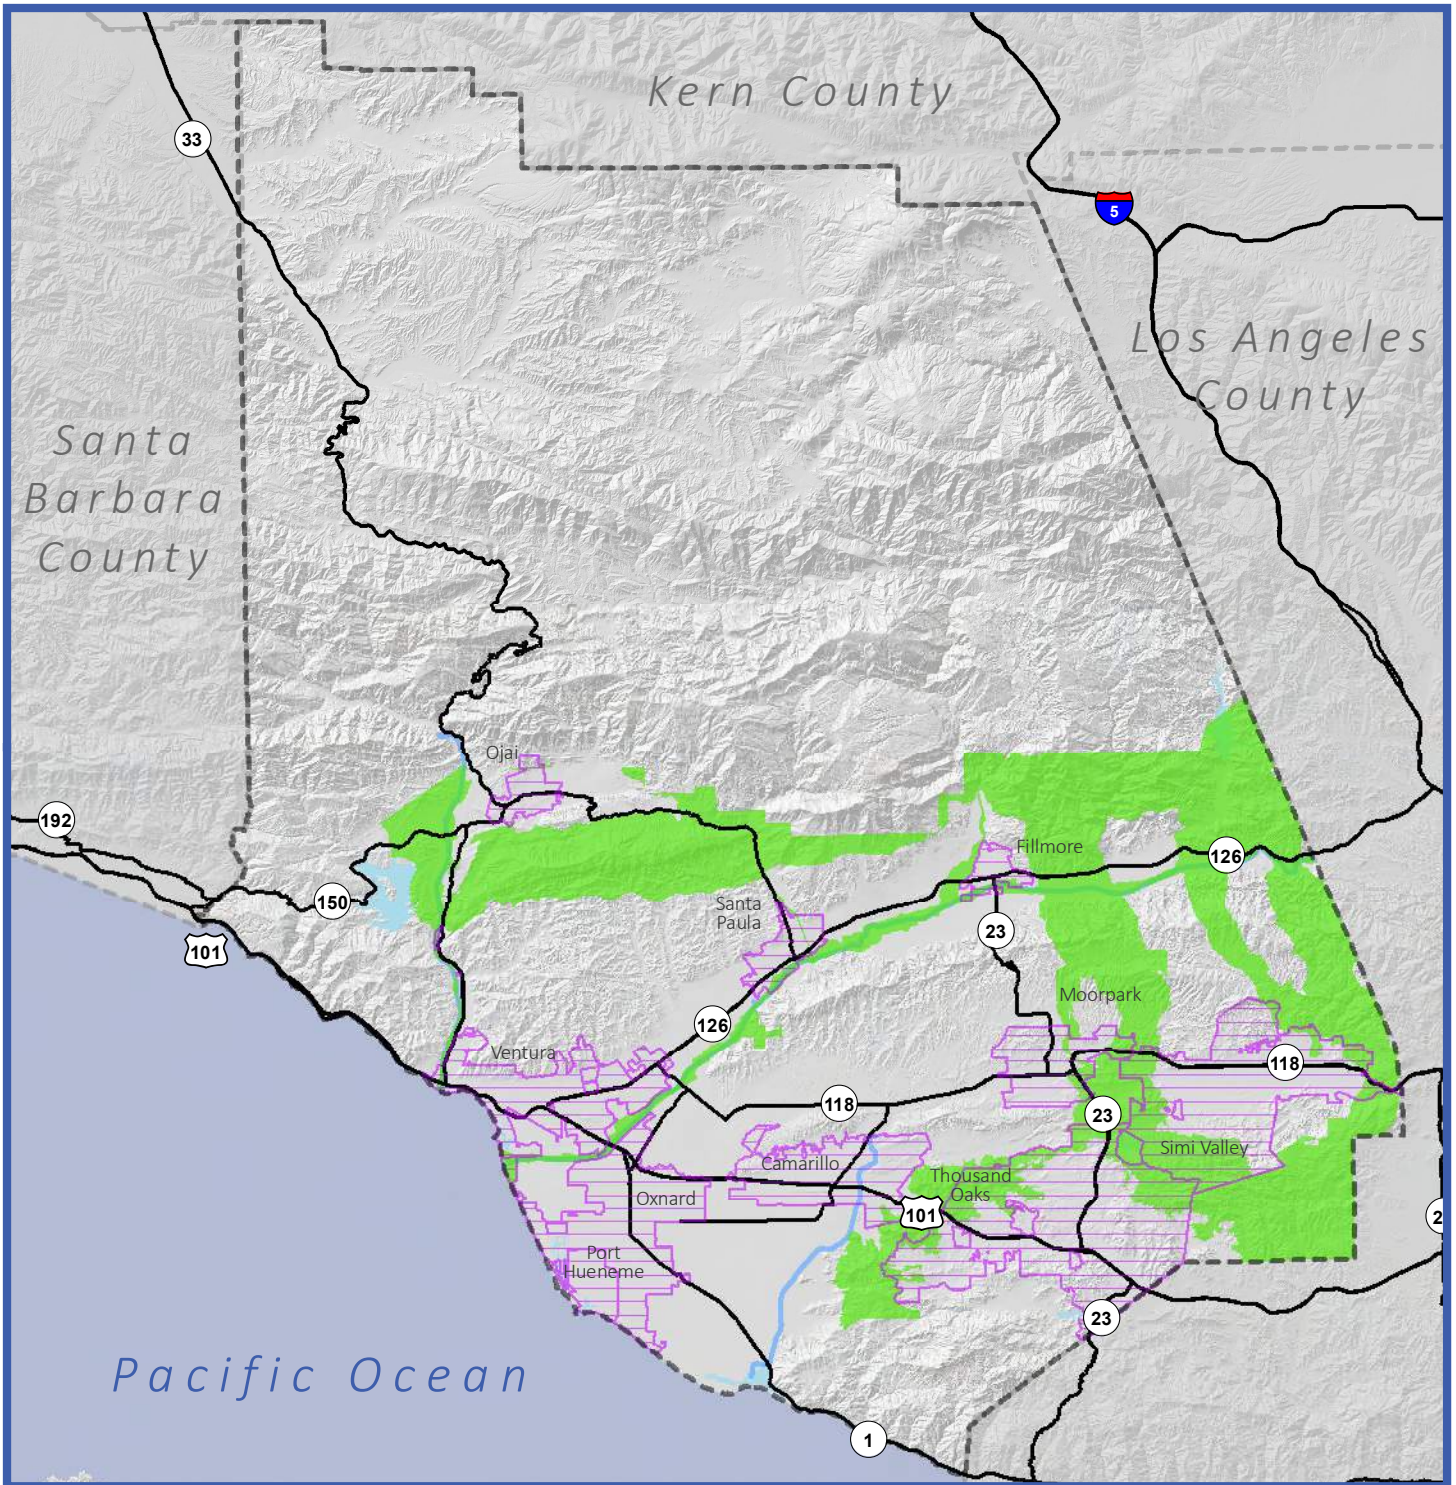 Kern County
33
5
Los Angeles
County
Santa
Barbara
County
Ojai
192
Fillmore
126
150
Santa
Paula
23
101
Moorpark
126
Ventura
118
118
23
Simi Valley
Camarillo
Thousand
Oaks
Oxnard
101
2
Port
Hueneme
23
Pacific Ocean
1